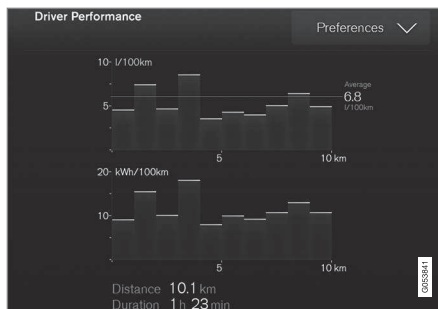 Driver Performance
Preferences
10 l/100km
Average
6.8
l/100km
5
5 10 km
20 kWh/100km
10
5 10 km
Distance 10.1 km
Duration 1 h 23 min
G053841